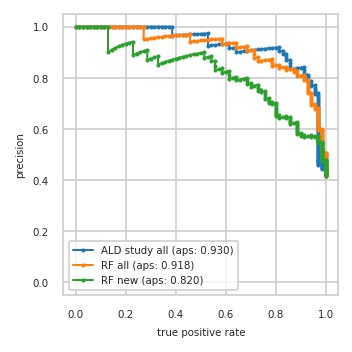 1.0
0.8
0.6
0.4
0.2
0.0
precision
ALD study all (aps: 0.930)
RF all (aps: 0.918)
RF new (aps: 0.820)
0.0 0.2 0.4 0.6 0.8 1.0
true positive rate